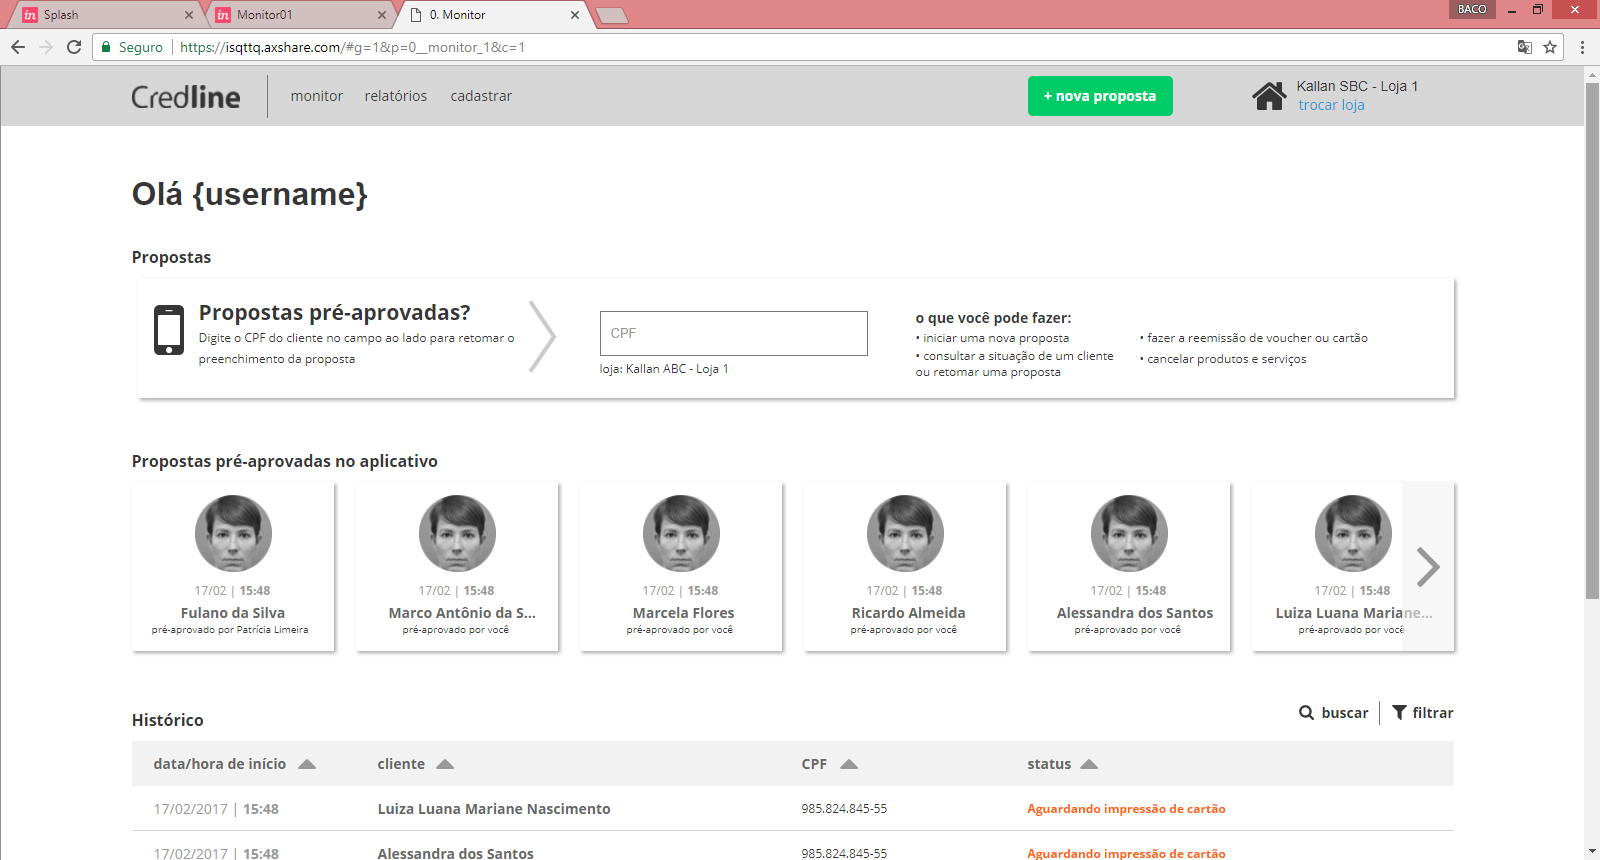 Splash
Monitor01
0. Monitor
BACO
Seguro
https://isqttq.axshare.com/#g=1&p=0__monitor_1&c=1
Credline
monitor
relatórios
cadastrar
+ nova proposta
Kallan SBC - Loja 1
trocar loja
Olá {username}
Propostas
Propostas pré-aprovadas?
Digite o CPF do cliente no campo ao lado para retomar o
preenchimento da proposta
CPF
loja: Kallan ABC - Loja 1
o que você pode fazer:
• iniciar uma nova proposta
• consultar a situação de um cliente
ou retomar uma proposta
• fazer a reemissão de voucher ou cartão
• cancelar produtos e serviços
Propostas pré-aprovadas no aplicativo
17/02 | 15:48
Fulano da Silva
pré-aprovado por Patrícia Limeira
17/02 | 15:48
Marco Antônio da S...
pré-aprovado por você
17/02 | 15:48
Marcela Flores
pré-aprovado por você
17/02 | 15:48
Ricardo Almeida
pré-aprovado por você
17/02 | 15:48
Alessandra dos Santos
pré-aprovado por você
17/02 | 15:48
Luiza Luana Mariane...
pré-aprovado por você
Histórico
buscar
filtrar
data/hora de início
cliente
CPF
status
17/02/2017 | 15:48
Luiza Luana Mariane Nascimento
985.824.845-55
Aguardando impressão de cartão
17/02/2017 | 15:48
Alessandra dos Santos
985.824.845-55
Aguardando impressão de cartão